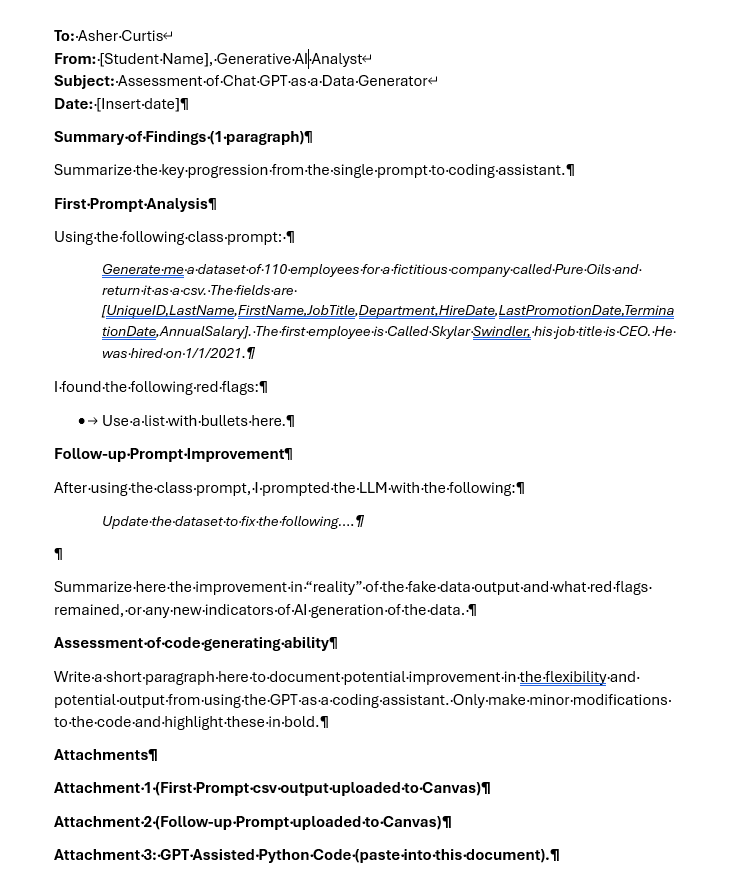 To: Asher Curtis
From: [Student Name], Generative AI Analyst
Subject: Assessment of Chat GPT as a Data Generator
Date: [Insert date]
Summary of Findings (1 paragraph)
Summarize the key progression from the single prompt to coding assistant.
First Prompt Analysis
Using the following class prompt:
Generate me a dataset of 110 employees for a fictitious company called Pure Oils and
return it as a csv. The fields are
[UniqueID,LastName,FirstName,JobTitle,Department,HireDate,LastPromotionDate,Termina
tionDate,AnnualSalary]. The first employee is Called Skylar Swindler, his job title is CEO. He
was hired on 1/1/2021.
I found the following red flags:
• Use a list with bullets here.
Follow-up Prompt Improvement
After using the class prompt, I prompted the LLM with the following:
Update the dataset to fix the following....
Summarize here the improvement in “reality” of the fake data output and what red flags
remained, or any new indicators of AI generation of the data.
Assessment of code generating ability
Write a short paragraph here to document potential improvement in the flexibility and
potential output from using the GPT as a coding assistant. Only make minor modifications
to the code and highlight these in bold.
Attachments
Attachment 1 (First Prompt csv output uploaded to Canvas)
Attachment 2 (Follow-up Prompt uploaded to Canvas)
Attachment 3: GPT Assisted Python Code (paste into this document).